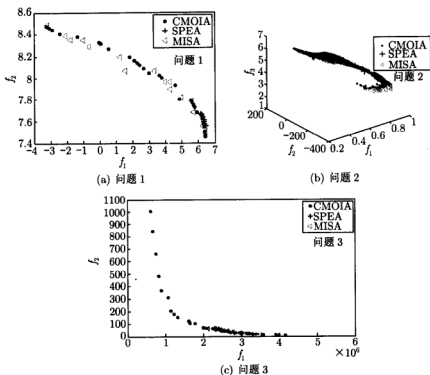 8.6
8.4
8.2
8
7.8
7.6
7.4
f₂
CMOIA
SPEA
MISA
问题1
-4 -3 -2 -1 0 1 2 3 4 5 6 7
f₁
(a) 问题1
7
6
5
4
3
2
1
f₃
CMOIA
SPEA
MISA
问题2
200
0
-200
-400
f₂
0.2 0.4 0.6 0.8 1
f₁
(b) 问题2
1100
1000
900
800
700
600
500
400
300
200
100
0
f₂
CMOIA
SPEA
MISA
问题3
0 1 2 3 4 5 6
f₁
×10⁶
(c) 问题3